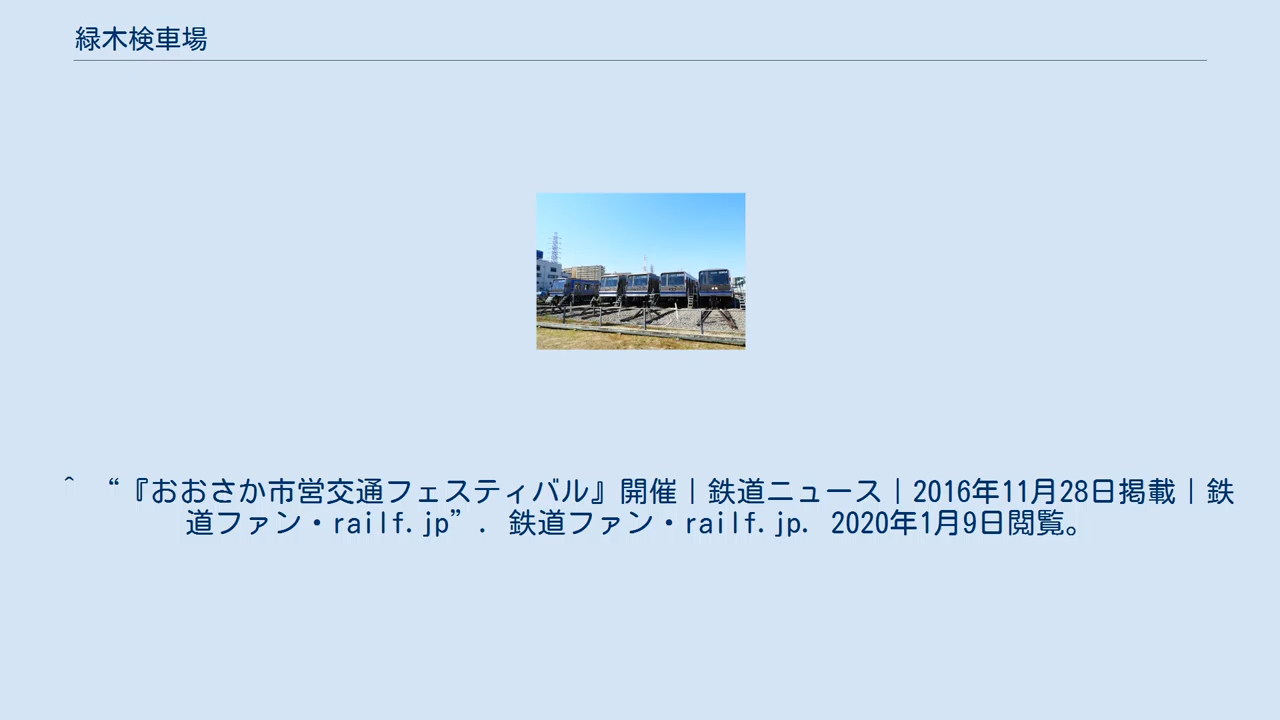 緑木検車場
^ “『おおさか市営交通フェスティバル』開催｜鉄道ニュース｜2016年11月28日掲載｜鉄
道ファン・railf.jp”. 鉄道ファン・railf.jp. 2020年1月9日閲覧。